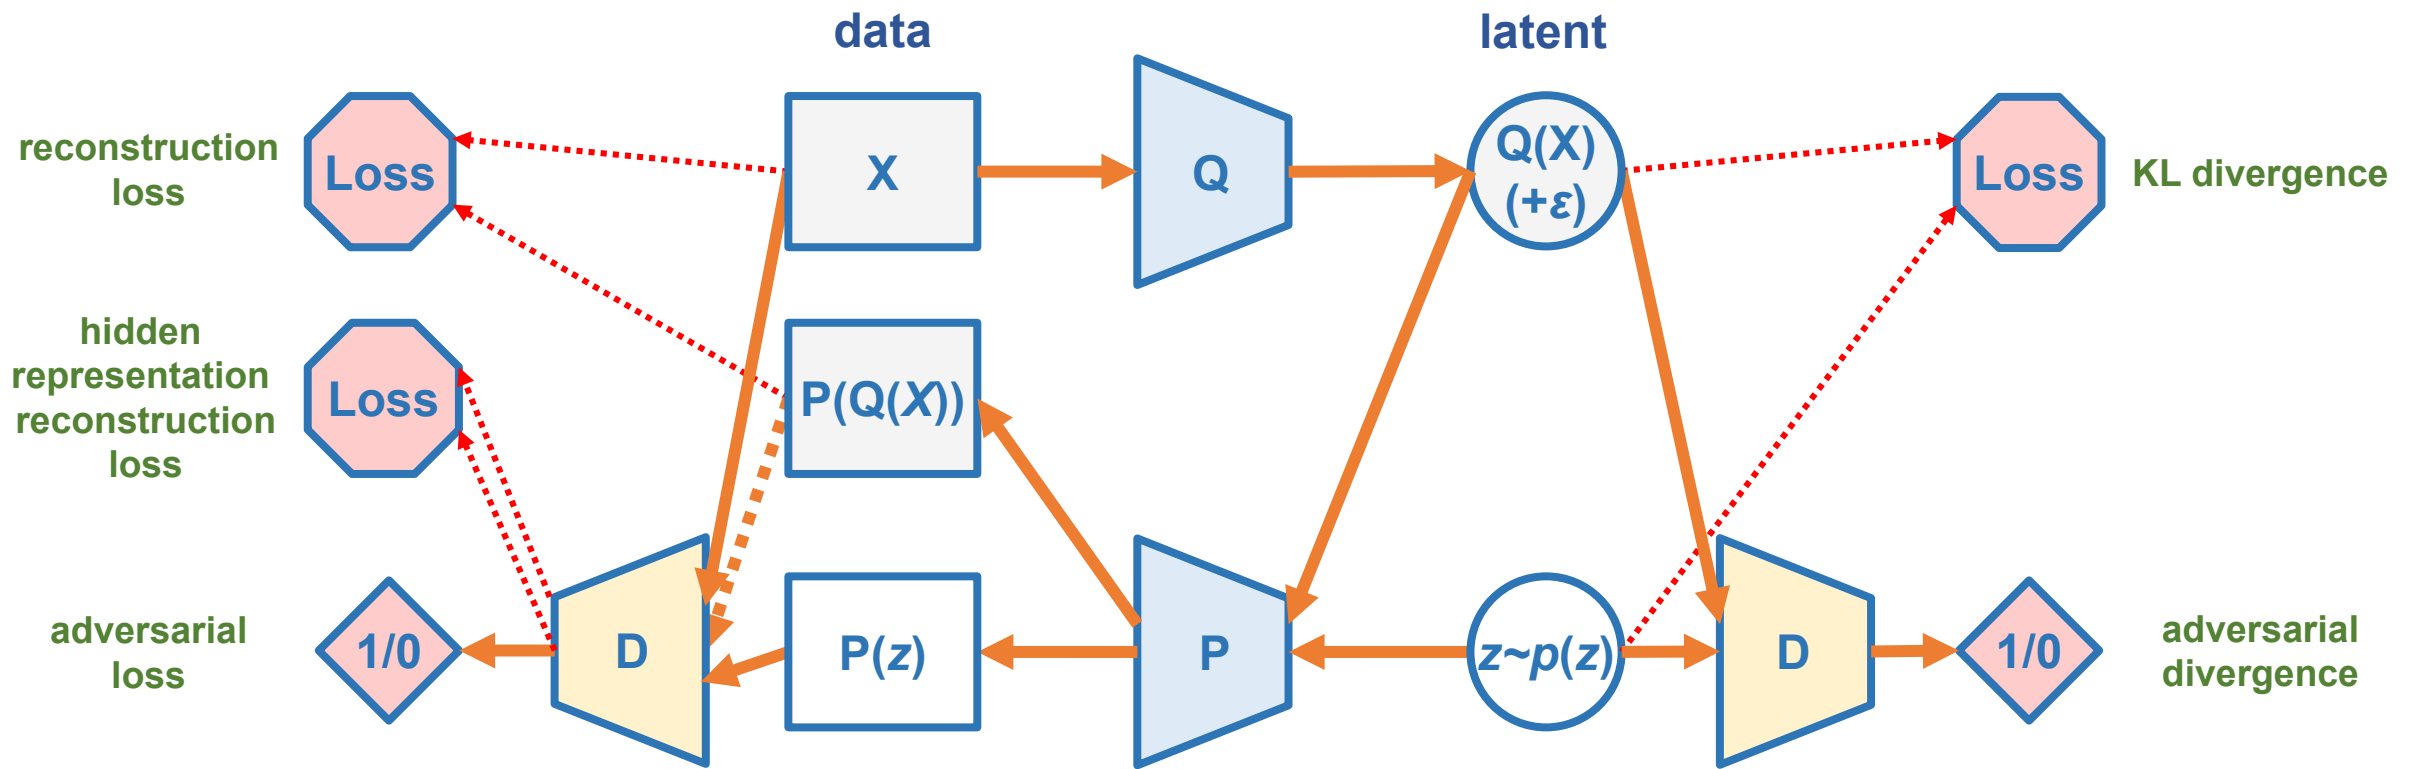 data
latent
reconstruction
loss
Loss
X
Q
Q(X)
(+ε)
Loss
KL divergence
hidden
representation
reconstruction
loss
Loss
P(Q(X))
adversarial
loss
1/0
D
P(z)
P
z~p(z)
D
1/0
adversarial
divergence